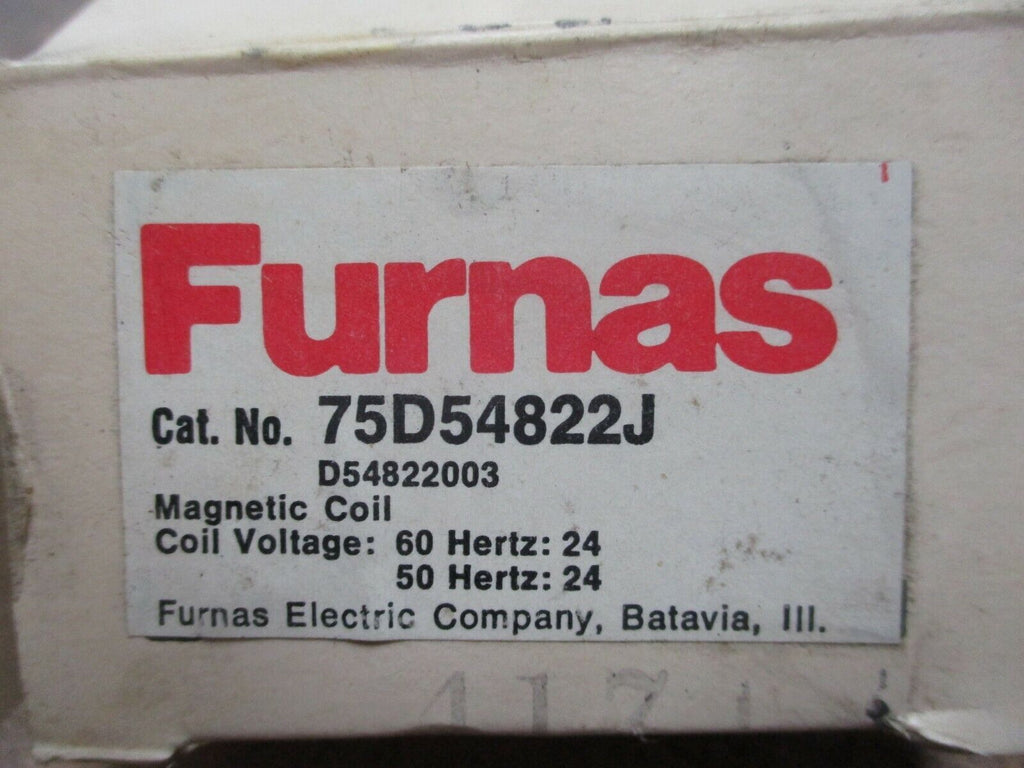 Furnas
Cat. No. 75D54822J
D54822003
Magnetic Coil
Coil Voltage: 60 Hertz: 24
50 Hertz: 24
Furnas Electric Company, Batavia, Ill.